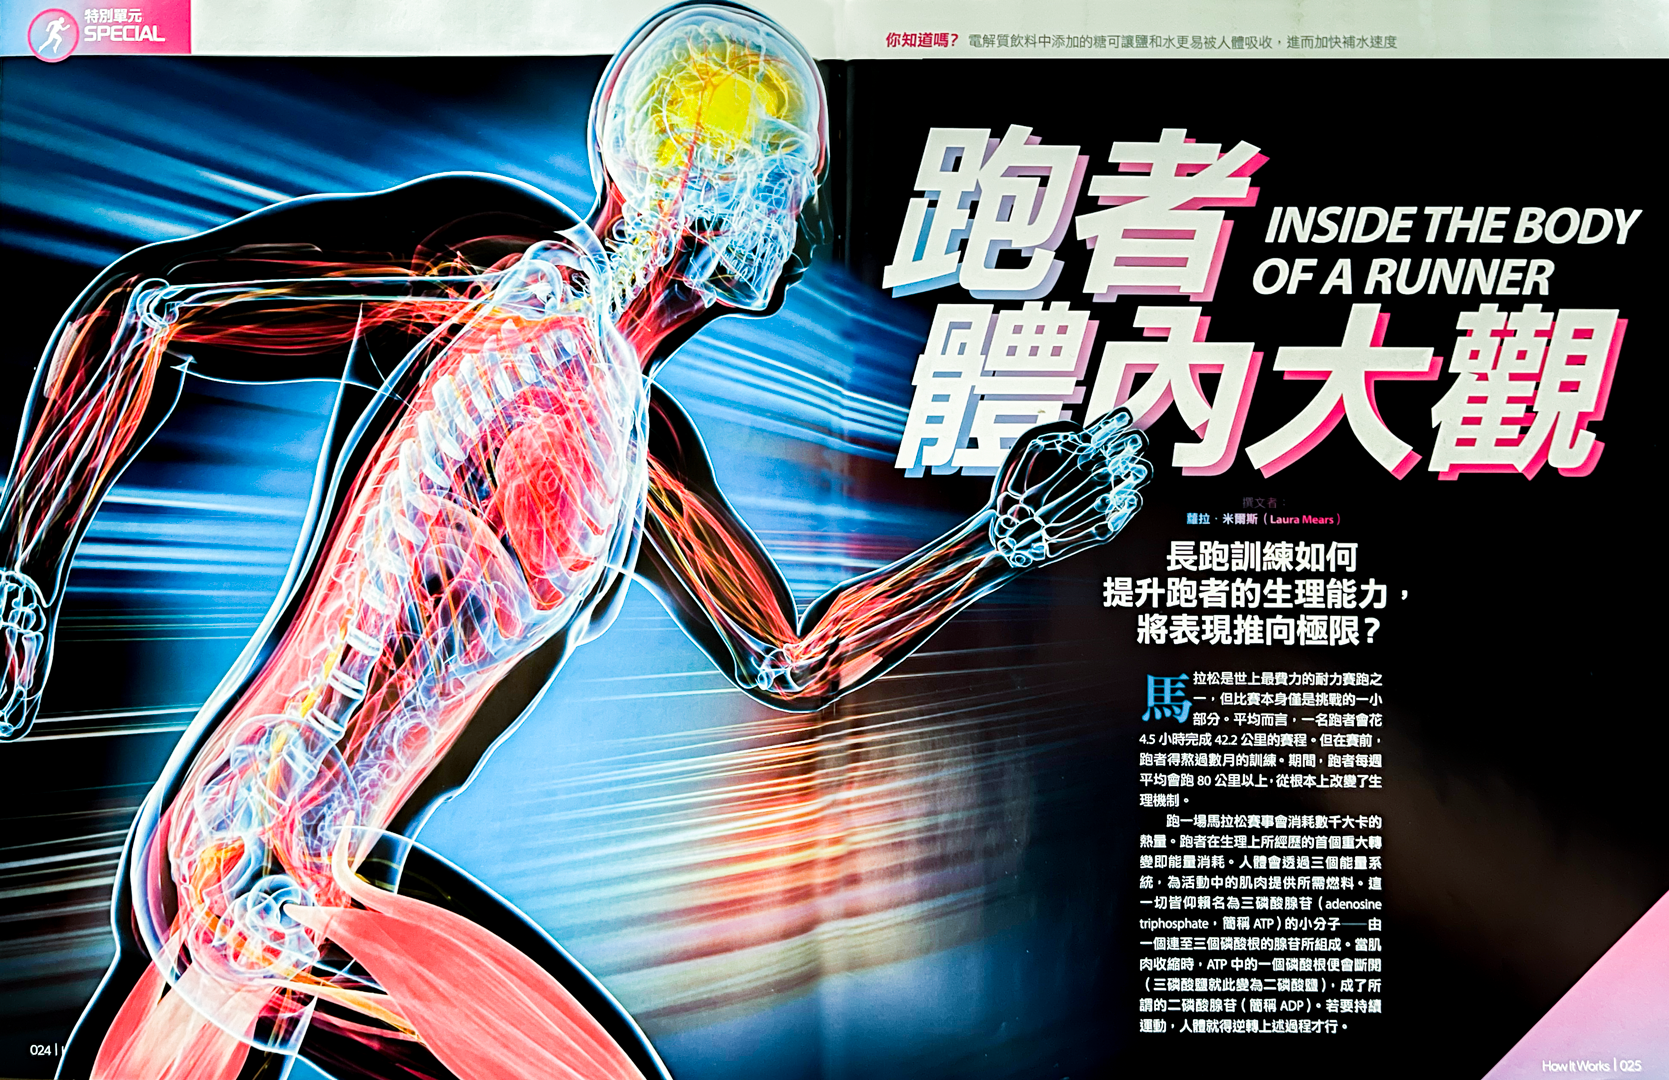 特別單元
SPECIAL
你知道嗎? 電解質飲料中添加的糖可讓鹽和水更易被人體吸收,進而加快補水速度
跑者
INSIDE THE BODY
OF A RUNNER
體內大觀
撰文者:
蘿拉·米爾斯(Laura Mears)
長跑訓練如何
提升跑者的生理能力,
將表現推向極限?
馬拉松是世上最費力的耐力賽跑之
一,但比賽本身僅是挑戰的一小
部分。平均而言,一名跑者會花
4.5 小時完成 42.2 公里的賽程。但在賽前,
跑者得熬過數月的訓練。期間,跑者每週
平均會跑 80 公里以上,從根本上改變了生
理機制。
跑一場馬拉松賽事會消耗數千大卡的
熱量。跑者在生理上所經歷的首個重大轉
變即能量消耗。人體會透過三個能量系
統,為活動中的肌肉提供所需燃料。這
一切皆仰賴名為三磷酸腺苷(adenosine
triphosphate,簡稱 ATP)的小分子——由
一個連至三個磷酸根的腺苷所組成。當肌
肉收縮時,ATP 中的一個磷酸根便會斷開
(三磷酸鹽就此變為二磷酸鹽),成了所
謂的二磷酸腺苷(簡稱 ADP)。若要持續
運動,人體就得逆轉上述過程才行。
024 |
How It Works | 025